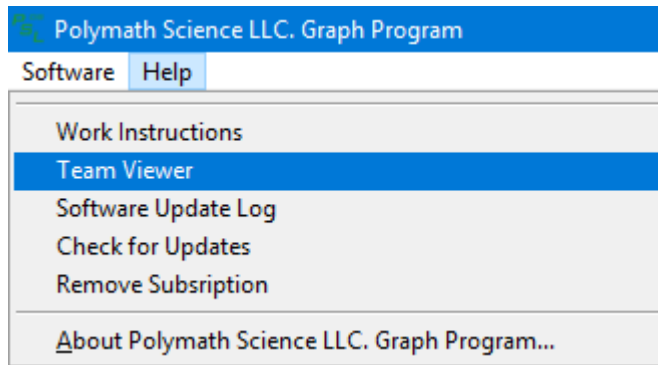 Polymath Science LLC. Graph Program
Software Help
Work Instructions
Team Viewer
Software Update Log
Check for Updates
Remove Subsription
About Polymath Science LLC. Graph Program...